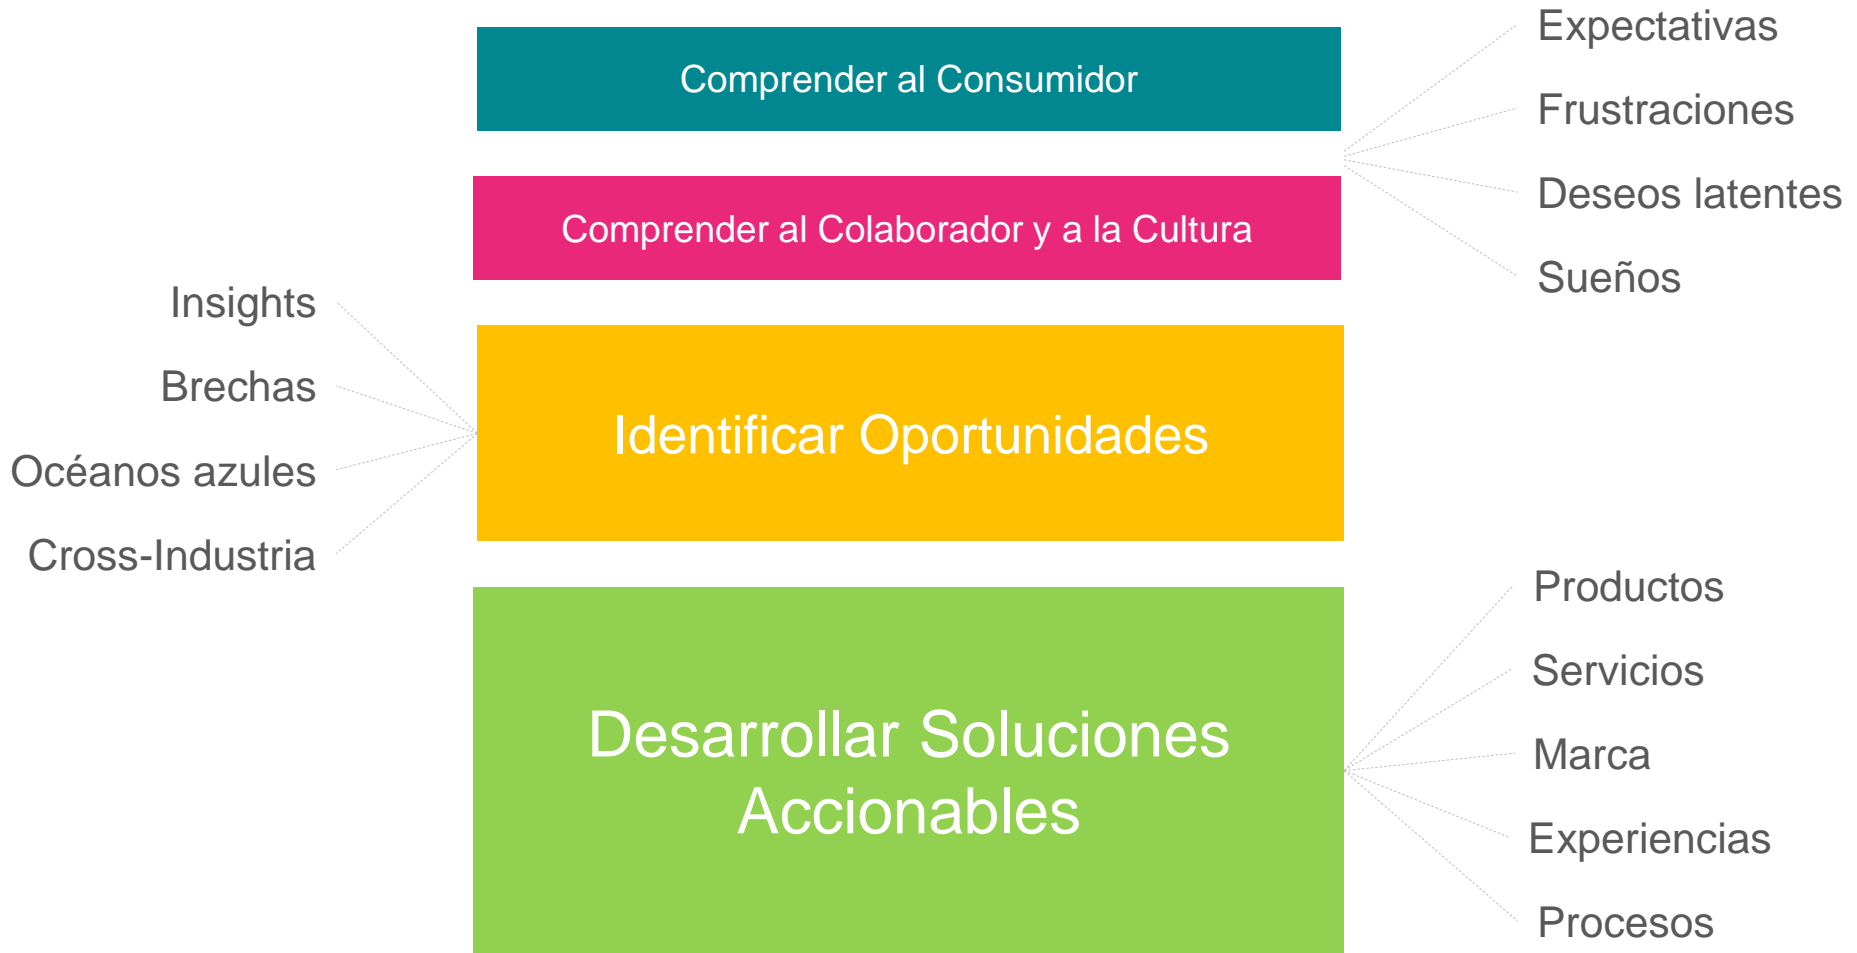 Comprender al Consumidor
Comprender al Colaborador y a la Cultura
Expectativas
Frustraciones
Deseos latentes
Sueños
Insights
Brechas
Océanos azules
Cross-Industria
Identificar Oportunidades
Desarrollar Soluciones
Accionables
Productos
Servicios
Marca
Experiencias
Procesos